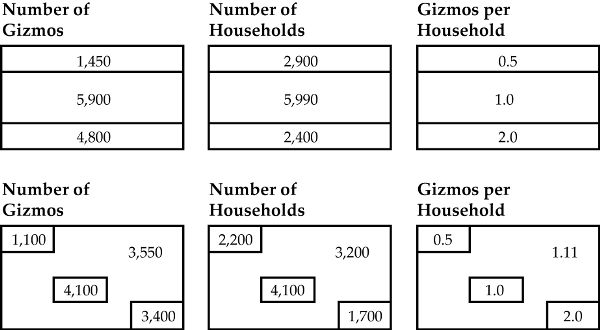 Number of Number of Gizmos per
Gizmos Households Household
1,450 2,900 0.5
5,900 5,990 1.0
4,800 2,400 2.0
Number of Number of Gizmos per
Gizmos Households Household
1,100 2,200 0.5
3,550 3,200 1.11
4,100 4,100 1.0
3,400 1,700 2.0